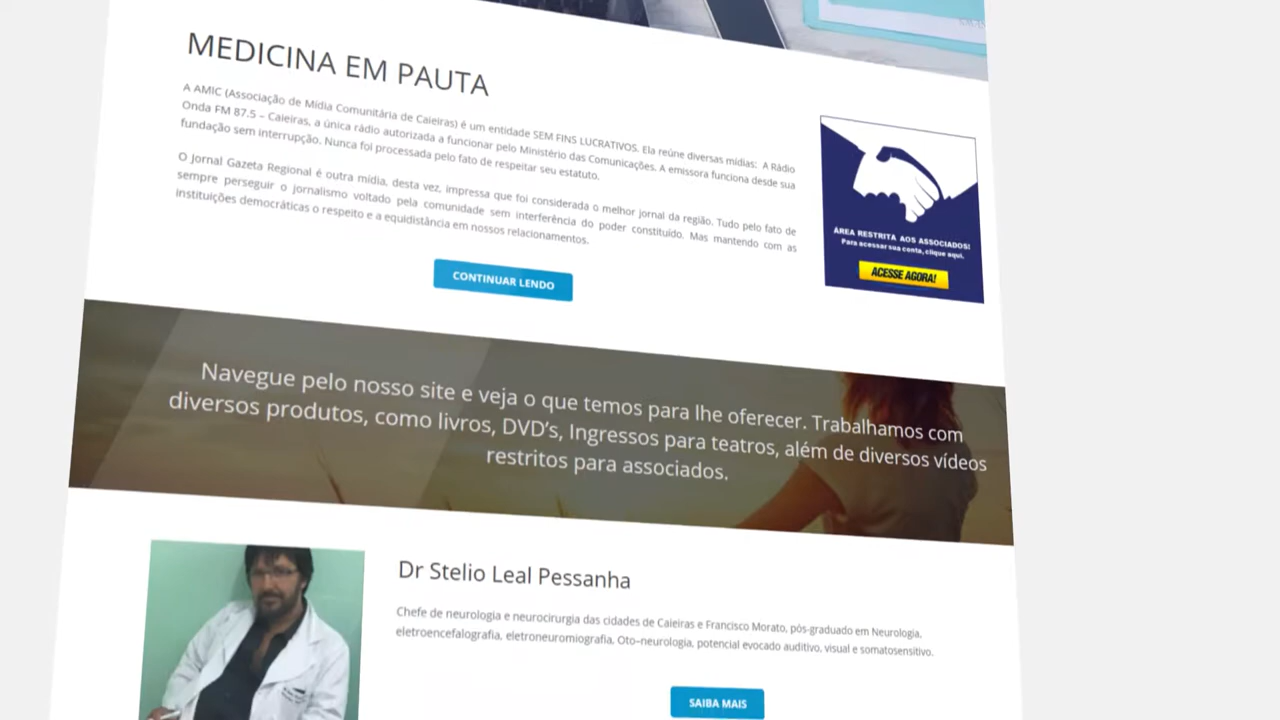 MEDICINA EM PAUTA
A AMIC (Associação de Mídia Comunitária de Caieiras) é um entidade SEM FINS LUCRATIVOS. Ela reúne diversas mídias: A Rádio
Onda FM 87.5 – Caieiras, a única rádio autorizada a funcionar pelo Ministério das Comunicações. A emissora funciona desde sua
fundação sem interrupção. Nunca foi processada pelo fato de respeitar seu estatuto.
O Jornal Gazeta Regional é outra mídia, desta vez, impressa que foi considerada o melhor jornal da região. Tudo pelo fato de
sempre perseguir o jornalismo voltado pela comunidade sem interferência do poder constituído. Mas mantendo com as
instituições democráticas o respeito e a equidistância em nossos relacionamentos.
CONTINUAR LENDO
ÁREA RESTRITA AOS ASSOCIADOS!
Para acessar sua conta, clique aqui.
ACESSE AGORA!
Navegue pelo nosso site e veja o que temos para lhe oferecer. Trabalhamos com
diversos produtos, como livros, DVD's, Ingressos para teatros, além de diversos vídeos
restritos para associados.
Dr Stelio Leal Pessanha
Chefe de neurologia e neurocirurgia das cidades de Caieiras e Francisco Morato, pós-graduado em Neurologia,
eletroencefalografia, eletroneuromiografia, Oto–neurologia, potencial evocado auditivo, visual e somatosensitivo.
SAIBA MAIS